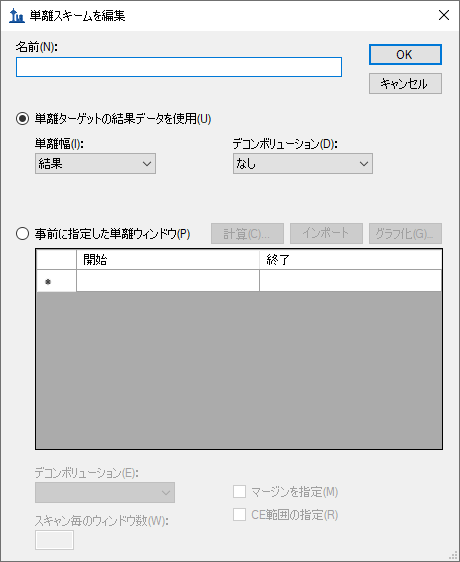 単離スキームを編集
名前(N):
OK
キャンセル
単離ターゲットの結果データを使用(U)
単離幅(I):
デコンボリューション(D):
結果
なし
事前に指定した単離ウィンドウ(P)
計算(C)...
インポート
グラフ化(G)...
開始
終了
デコンボリューション(E):
マージンを指定(M)
スキャン毎のウィンドウ数(W):
CE範囲の指定(R)